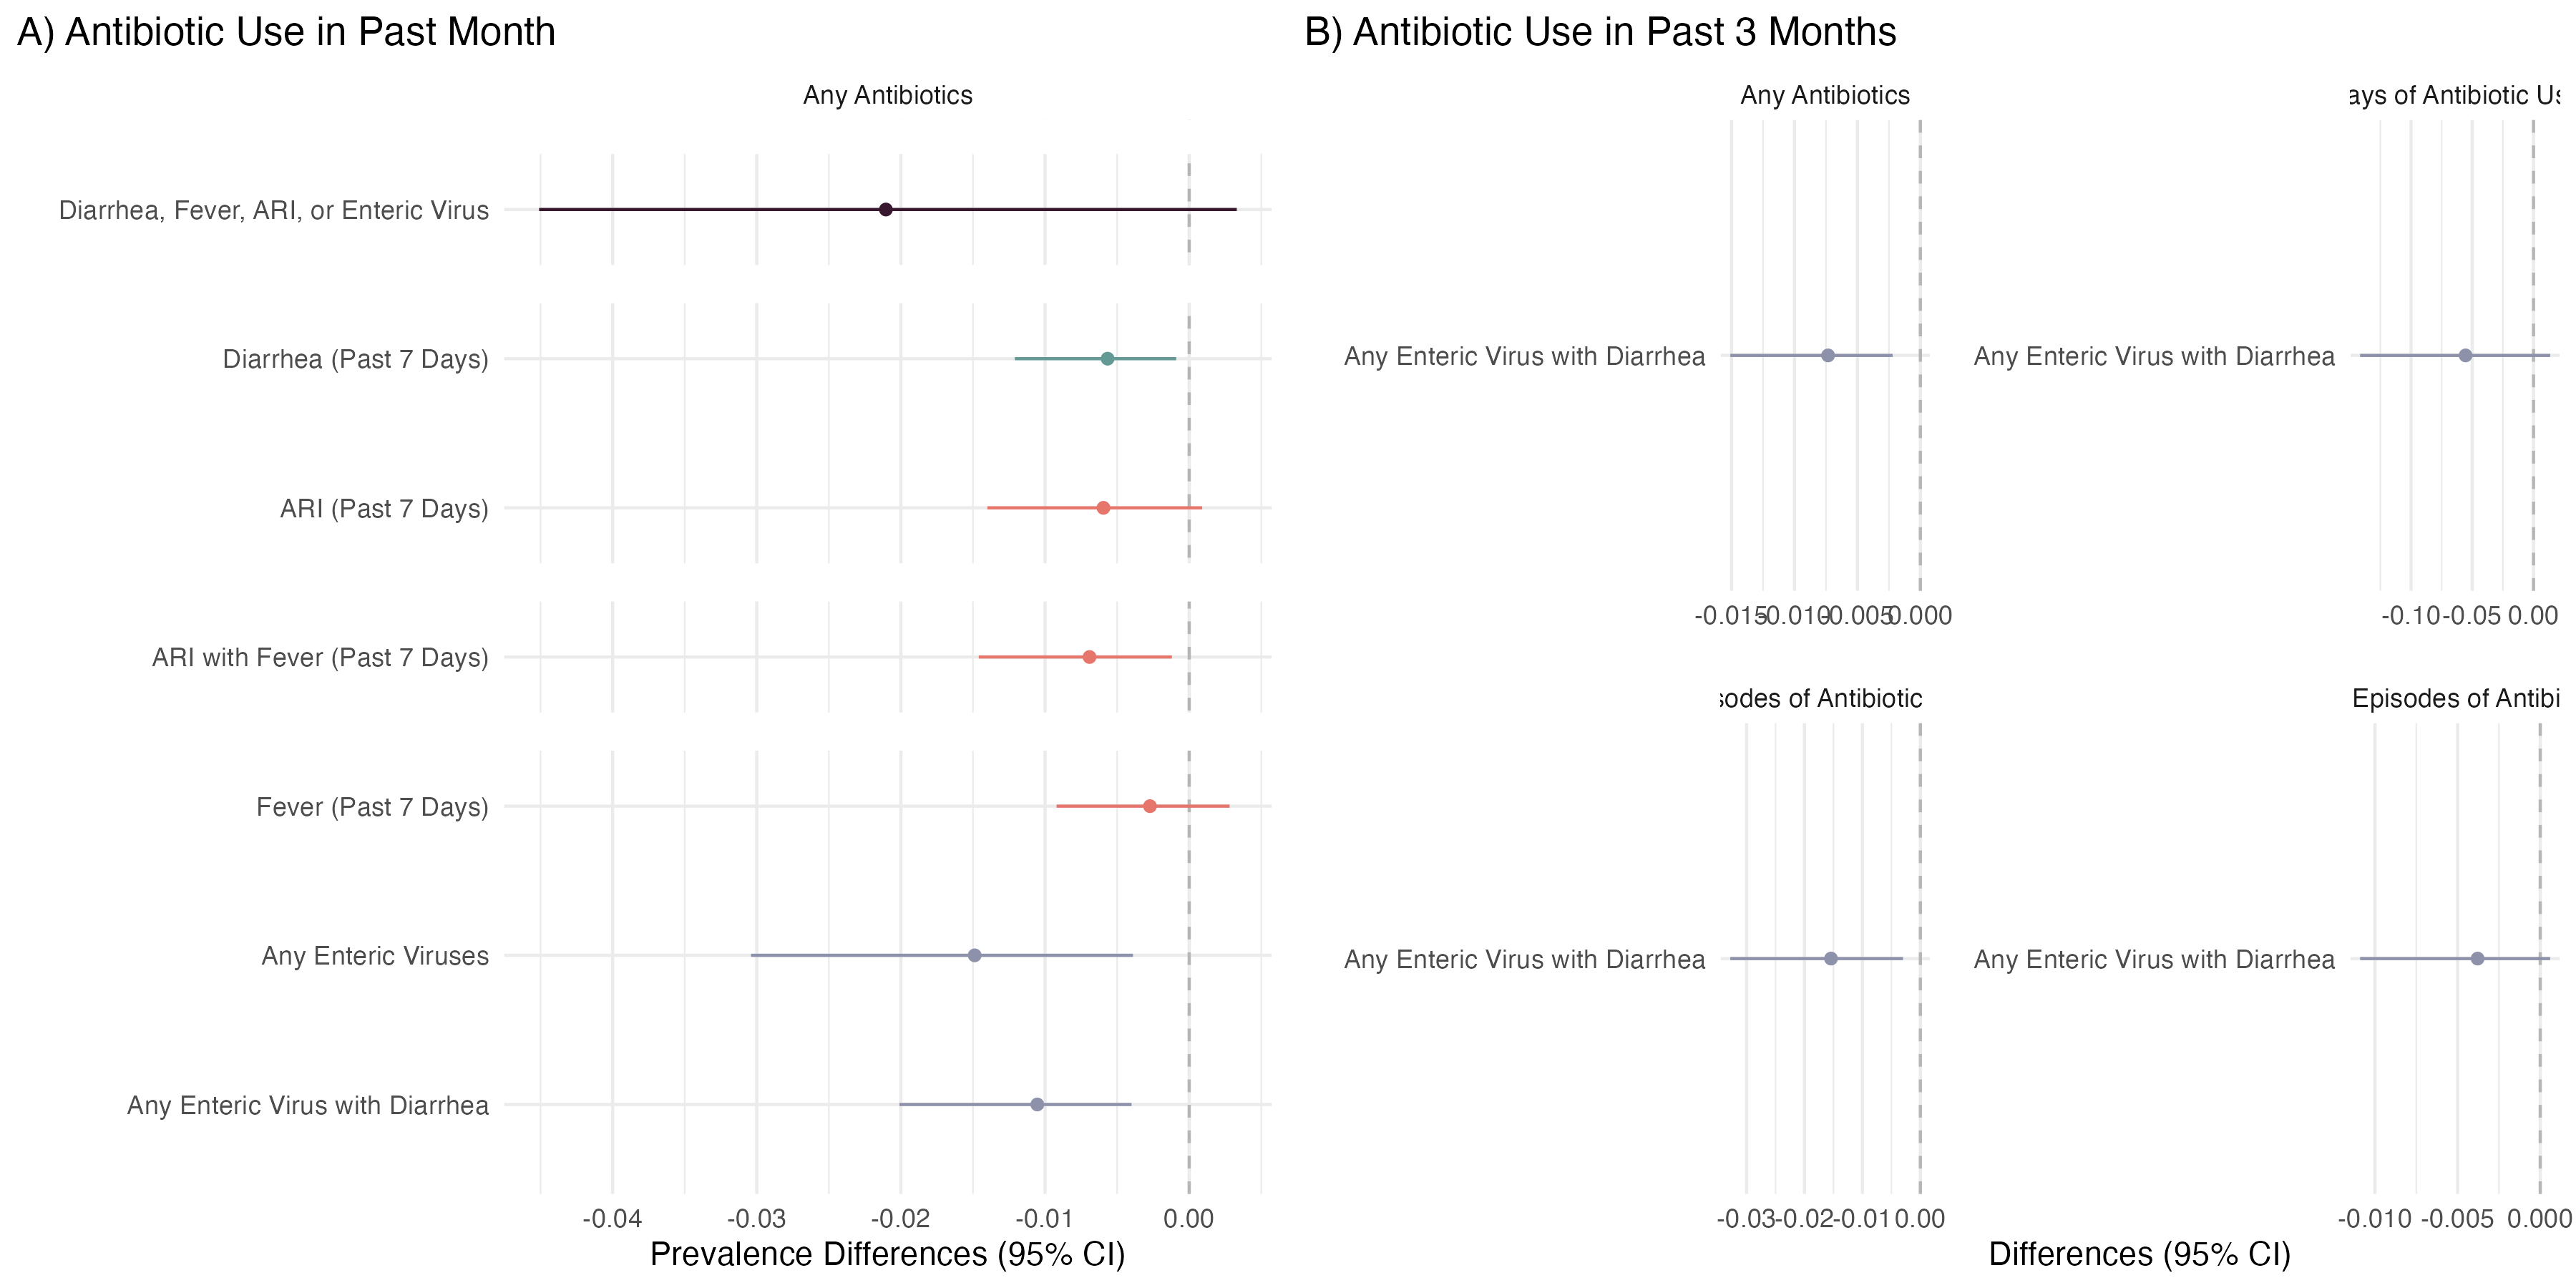 A) Antibiotic Use in Past Month
Any Antibiotics
Diarrhea, Fever, ARI, or Enteric Virus
Diarrhea (Past 7 Days)
ARI (Past 7 Days)
ARI with Fever (Past 7 Days)
Fever (Past 7 Days)
Any Enteric Viruses
Any Enteric Virus with Diarrhea
-0.04 -0.03 -0.02 -0.01 0.00
Prevalence Differences (95% CI)
B) Antibiotic Use in Past 3 Months
Any Antibiotics
Any Enteric Virus with Diarrhea
-0.015 -0.010 -0.005 0.000
ays of Antibiotic Us
Any Enteric Virus with Diarrhea
-0.10 -0.05 0.00
sodes of Antibiotic
Any Enteric Virus with Diarrhea
-0.03 -0.02 -0.01 0.00
Episodes of Antibi
Any Enteric Virus with Diarrhea
-0.010 -0.005 0.000
Differences (95% CI)